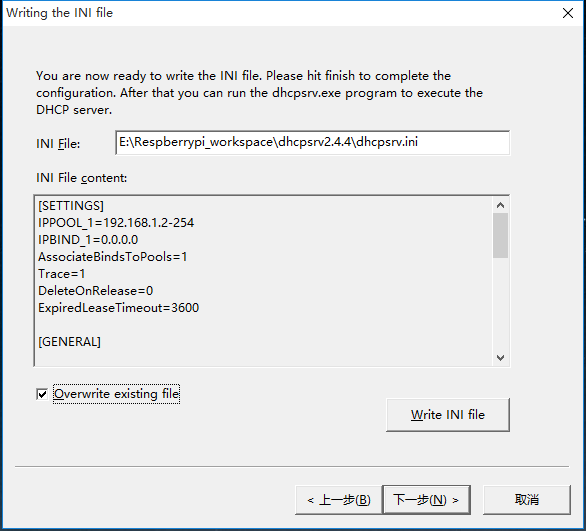 Writing the INI file
You are now ready to write the INI file. Please hit finish to complete the
configuration. After that you can run the dhcpsrv.exe program to execute the
DHCP server.
INI File:
E:\Respberrypi_workspace\dhcpsrv2.4.4\dhcpsrv.ini
INI File content:
[SETTINGS]
IPPOOL_1=192.168.1.2-254
IPBIND_1=0.0.0.0
AssociateBindsToPools=1
Trace=1
DeleteOnRelease=0
ExpiredLeaseTimeout=3600
[GENERAL]
Overwrite existing file
Write INI file
< 上一步(B)
下一步(N) >
取消